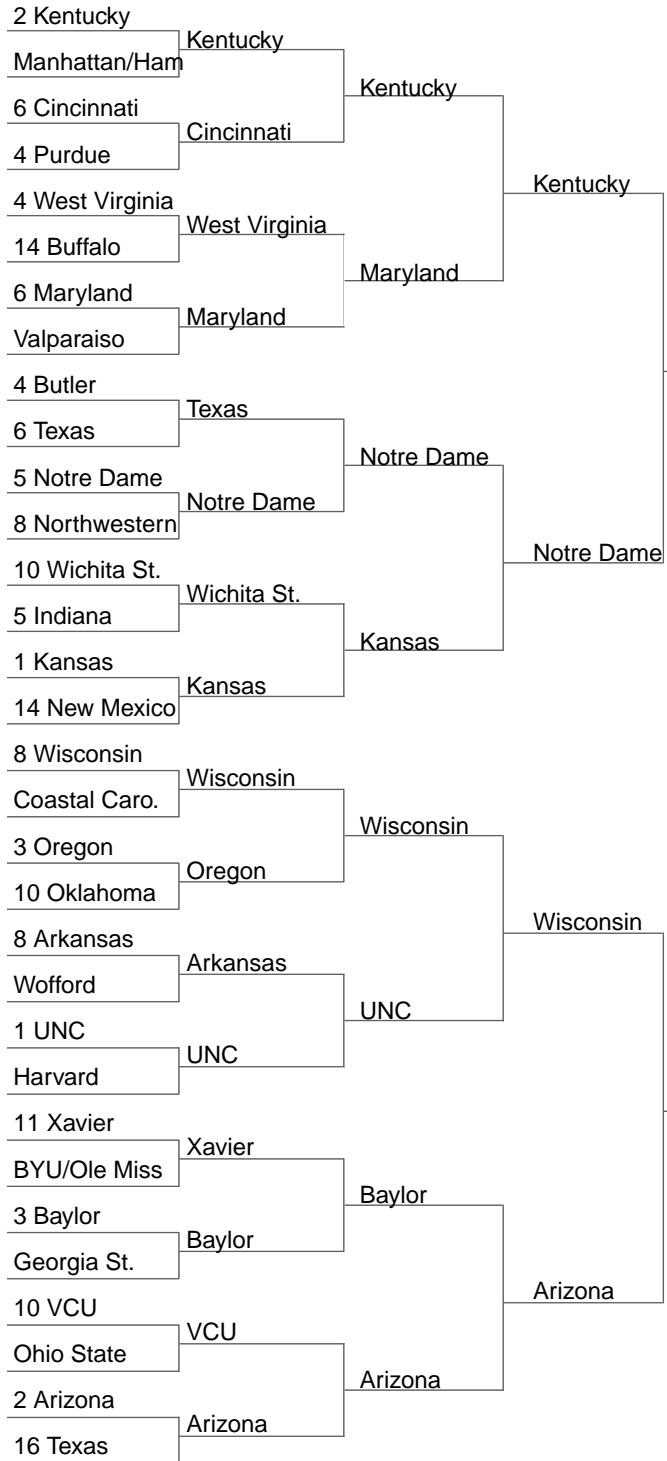 2 Kentucky
Kentucky
Manhattan/Ham
Kentucky
6 Cincinnati
Cincinnati
4 Purdue
Kentucky
4 West Virginia
West Virginia
14 Buffalo
Maryland
6 Maryland
Maryland
Valparaiso
4 Butler
Texas
6 Texas
Notre Dame
5 Notre Dame
Notre Dame
8 Northwestern
Notre Dame
10 Wichita St.
Wichita St.
5 Indiana
Kansas
1 Kansas
Kansas
14 New Mexico
8 Wisconsin
Wisconsin
Coastal Caro.
Wisconsin
3 Oregon
Oregon
10 Oklahoma
Wisconsin
8 Arkansas
Arkansas
Wofford
UNC
1 UNC
UNC
Harvard
11 Xavier
Xavier
BYU/Ole Miss
Baylor
3 Baylor
Baylor
Georgia St.
Arizona
10 VCU
VCU
Ohio State
Arizona
2 Arizona
Arizona
16 Texas